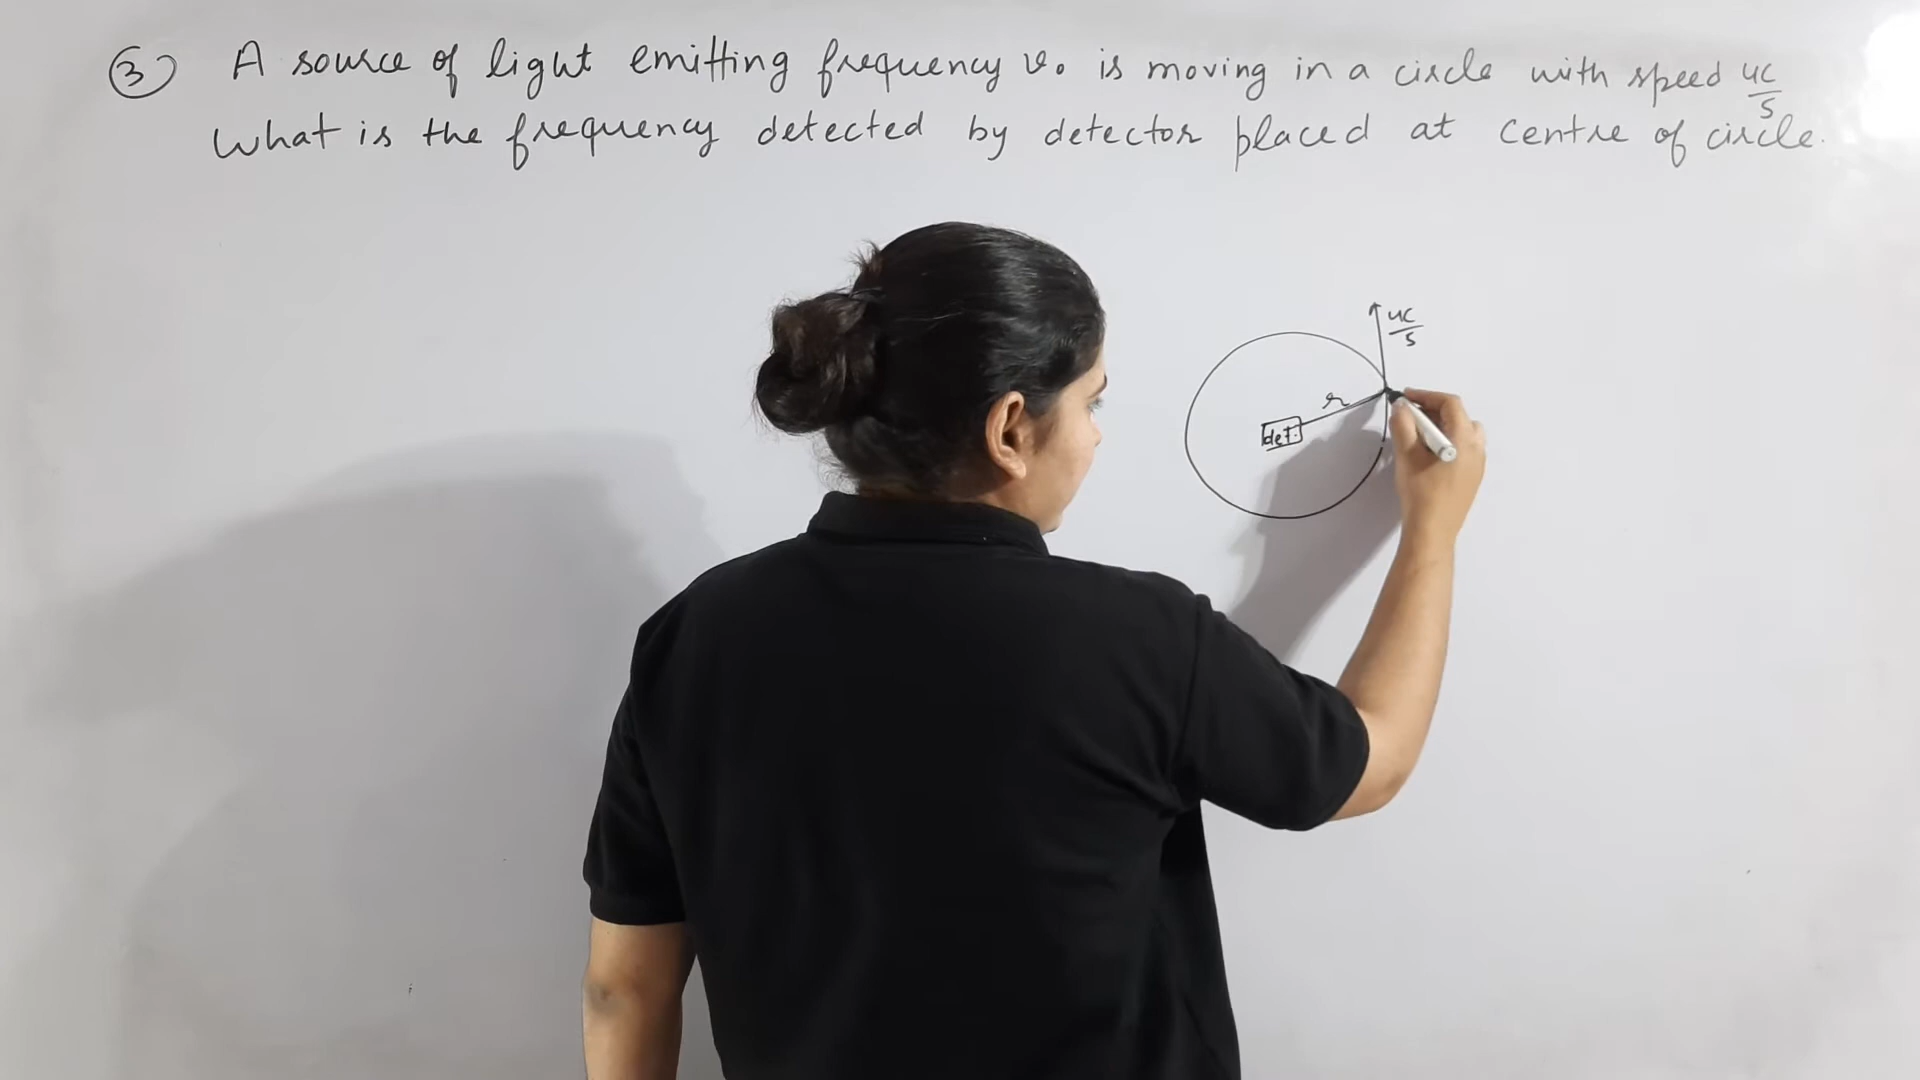 ③ A source of light emitting frequency ν₀ is moving in a circle with speed 4c/5
What is the frequency detected by detector placed at centre of circle.
4c/5
r
det.